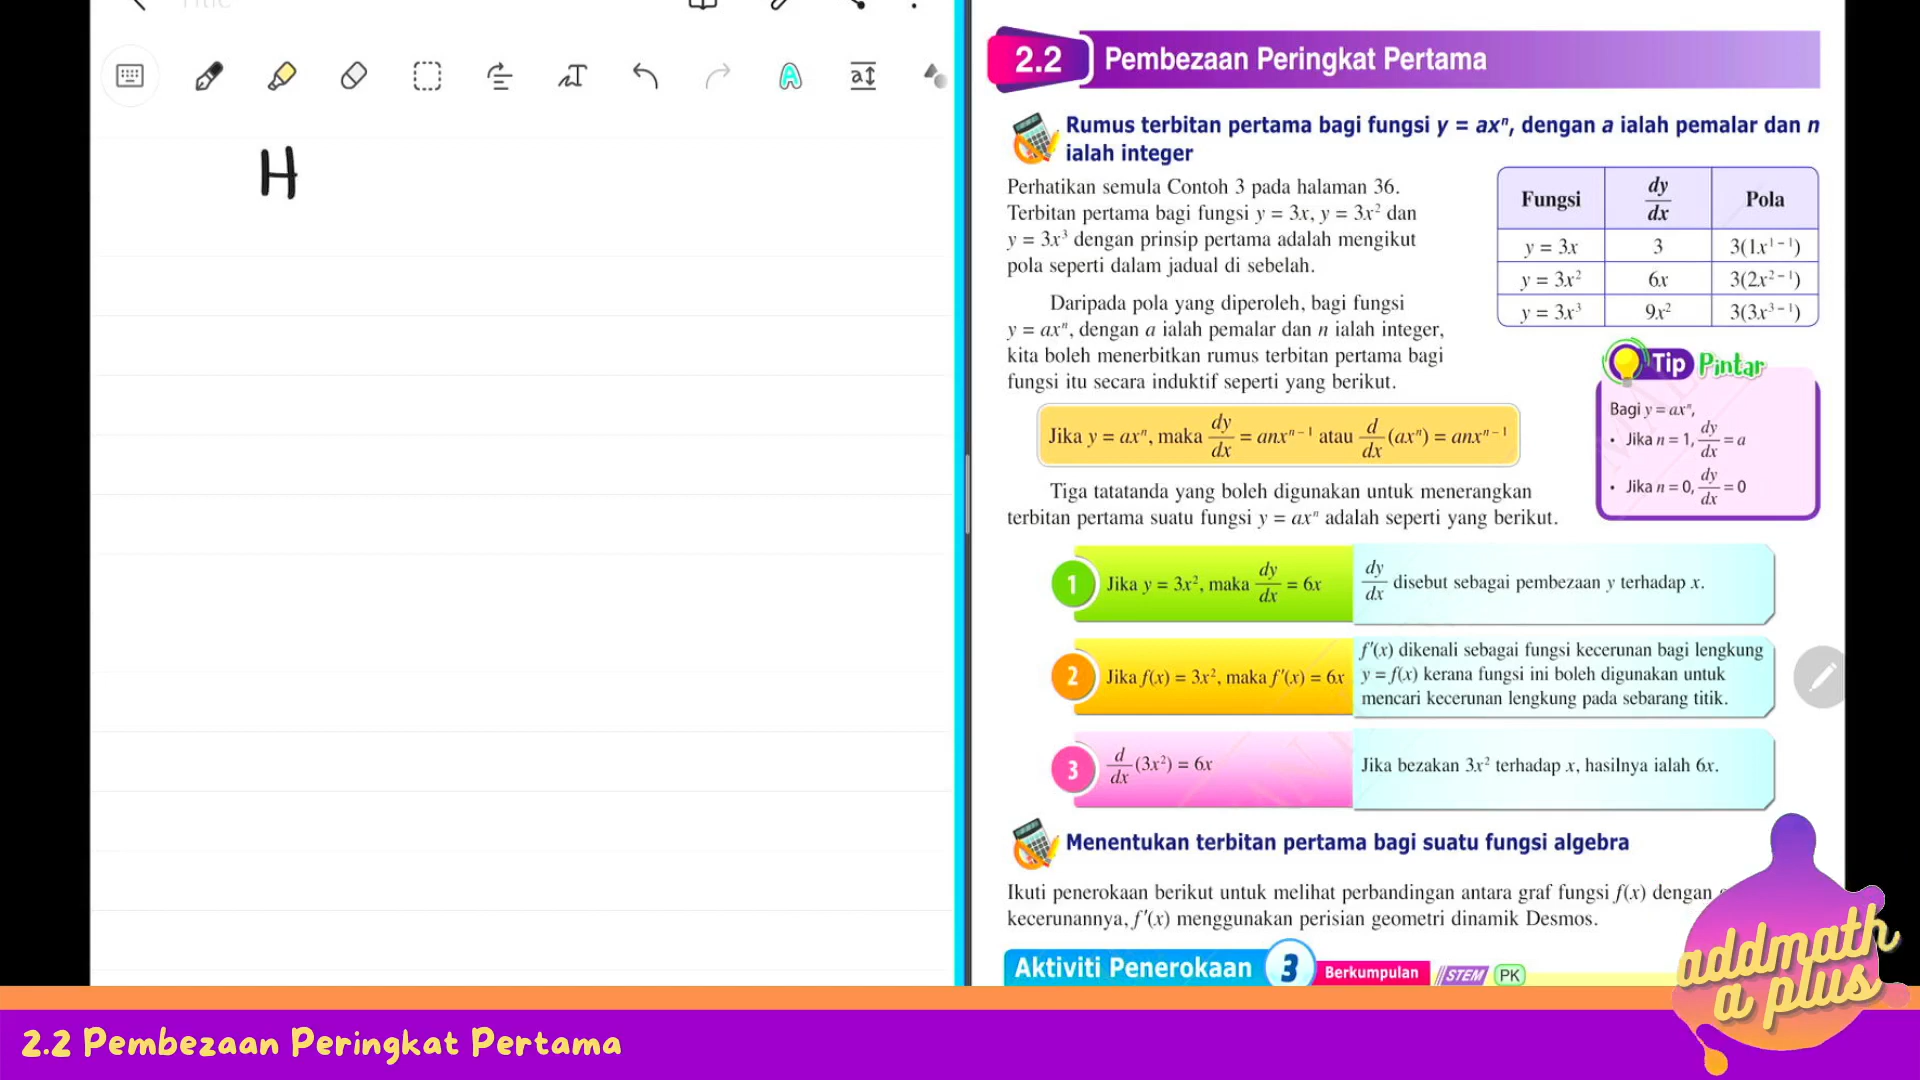 Title
H
2.2 Pembezaan Peringkat Pertama
Rumus terbitan pertama bagi fungsi y = axⁿ, dengan a ialah pemalar dan n
ialah integer
Perhatikan semula Contoh 3 pada halaman 36.
Terbitan pertama bagi fungsi y = 3x, y = 3x² dan
y = 3x³ dengan prinsip pertama adalah mengikut
pola seperti dalam jadual di sebelah.
Fungsi dy/dx Pola
y = 3x 3 3(1x¹⁻¹)
y = 3x² 6x 3(2x²⁻¹)
y = 3x³ 9x² 3(3x³⁻¹)
Daripada pola yang diperoleh, bagi fungsi
y = axⁿ, dengan a ialah pemalar dan n ialah integer,
kita boleh menerbitkan rumus terbitan pertama bagi
fungsi itu secara induktif seperti yang berikut.
Jika y = axⁿ, maka dy/dx = anxⁿ⁻¹ atau d/dx (axⁿ) = anxⁿ⁻¹
Tip Pintar
Bagi y = axⁿ,
• Jika n = 1, dy/dx = a
• Jika n = 0, dy/dx = 0
Tiga tatatanda yang boleh digunakan untuk menerangkan
terbitan pertama suatu fungsi y = axⁿ adalah seperti yang berikut.
1 Jika y = 3x², maka dy/dx = 6x
dy/dx disebut sebagai pembezaan y terhadap x.
2 Jika f(x) = 3x², maka f′(x) = 6x
f′(x) dikenali sebagai fungsi kecerunan bagi lengkung
y = f(x) kerana fungsi ini boleh digunakan untuk
mencari kecerunan lengkung pada sebarang titik.
3 d/dx (3x²) = 6x
Jika bezakan 3x² terhadap x, hasilnya ialah 6x.
Menentukan terbitan pertama bagi suatu fungsi algebra
Ikuti penerokaan berikut untuk melihat perbandingan antara graf fungsi f(x) dengan
kecerunannya, f′(x) menggunakan perisian geometri dinamik Desmos.
Aktiviti Penerokaan 3 Berkumpulan STEM PK
addmath
a plus
2.2 Pembezaan Peringkat Pertama